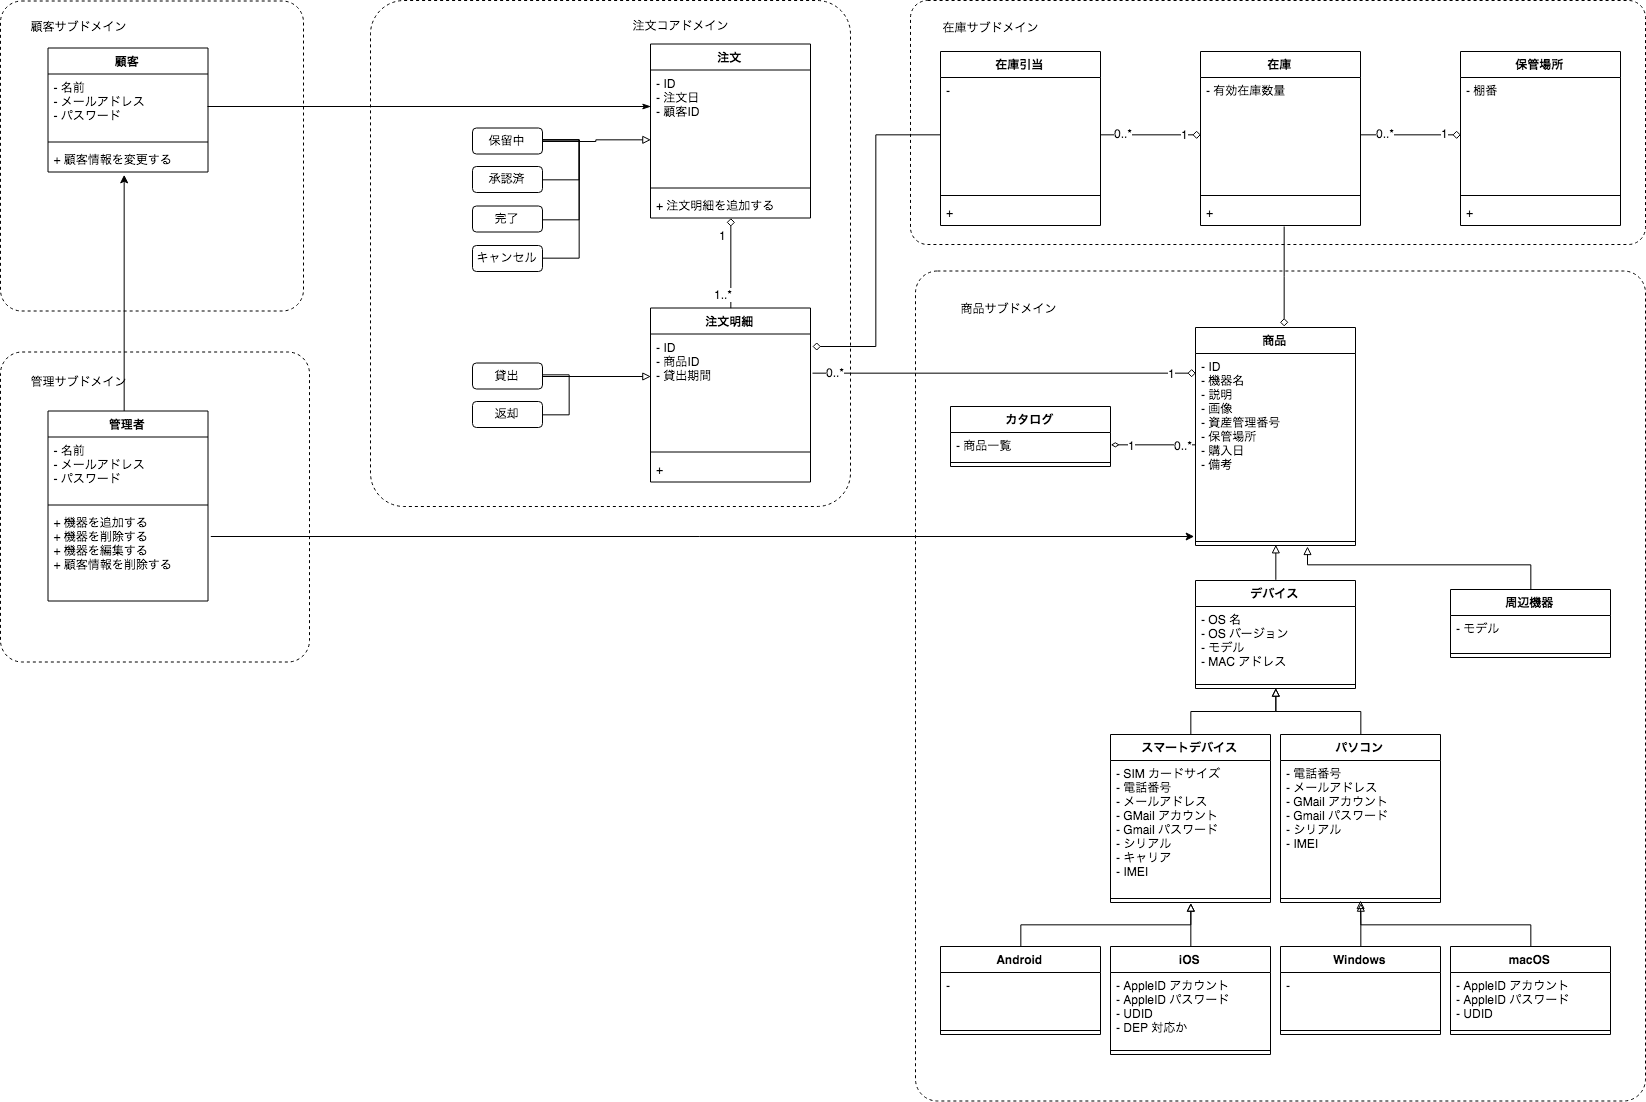 顧客サブドメイン
顧客
- 名前
- メールアドレス
- パスワード
+ 顧客情報を変更する
管理サブドメイン
管理者
- 名前
- メールアドレス
- パスワード
+ 機器を追加する
+ 機器を削除する
+ 機器を編集する
+ 顧客情報を削除する
注文コアドメイン
注文
- ID
- 注文日
- 顧客ID
+ 注文明細を追加する
保留中
承認済
完了
キャンセル
1
1..*
注文明細
- ID
- 商品ID
- 貸出期間
+
貸出
返却
在庫サブドメイン
在庫引当
-
+
0..*
1
在庫
- 有効在庫数量
+
0..*
1
保管場所
- 棚番
+
商品サブドメイン
0..*
1
商品
- ID
- 機器名
- 説明
- 画像
- 資産管理番号
- 保管場所
- 購入日
- 備考
カタログ
- 商品一覧
1
0..*
デバイス
- OS 名
- OS バージョン
- モデル
- MAC アドレス
周辺機器
- モデル
スマートデバイス
- SIM カードサイズ
- 電話番号
- メールアドレス
- GMail アカウント
- Gmail パスワード
- シリアル
- キャリア
- IMEI
パソコン
- 電話番号
- メールアドレス
- GMail アカウント
- Gmail パスワード
- シリアル
- IMEI
Android
-
iOS
- AppleID アカウント
- AppleID パスワード
- UDID
- DEP 対応か
Windows
-
macOS
- AppleID アカウント
- AppleID パスワード
- UDID